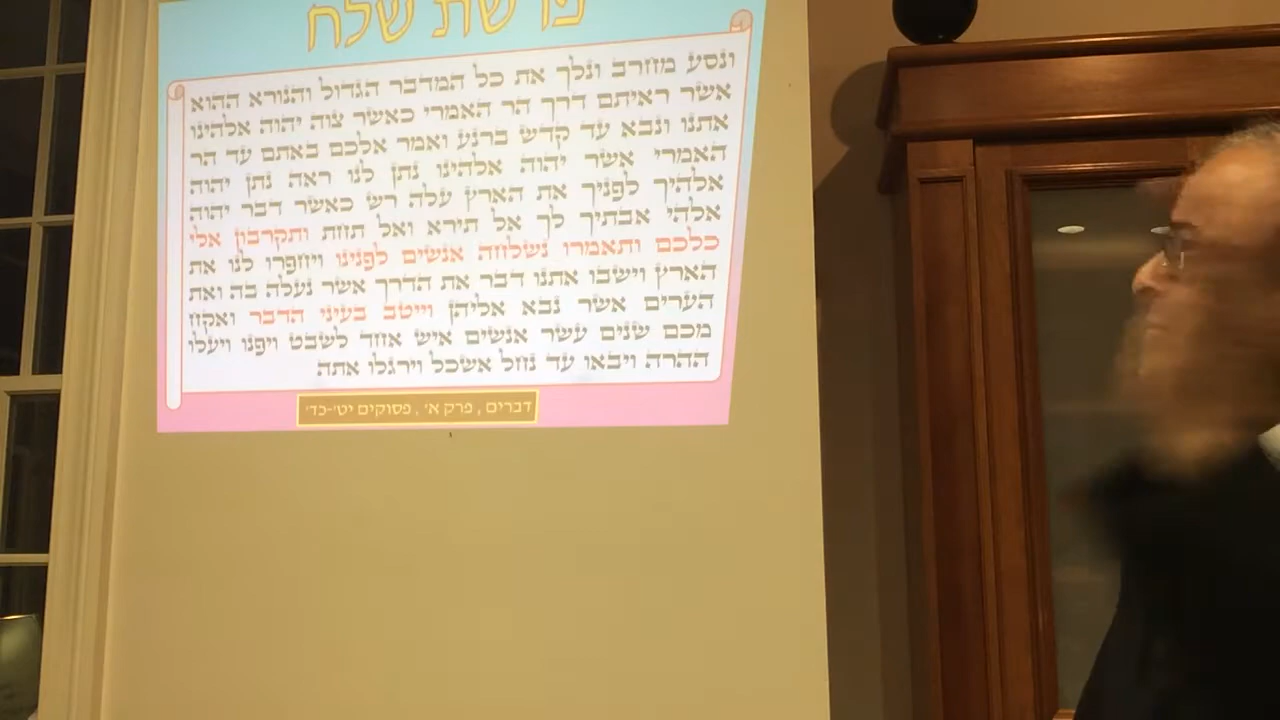 פרשת שלח
ונסע מחרב ונלך את כל המדבר הגדול והנורא ההוא
אשר ראיתם דרך הר האמרי כאשר צוה יהוה אלהינו
אתנו ונבא עד קדש ברנע ואמר אלכם באתם עד הר
האמרי אשר יהוה אלהינו נתן לנו ראה נתן יהוה
אלהיך לפניך את הארץ עלה רש כאשר דבר יהוה
אלהי אבתיך לך אל תירא ואל תחת ותקרבון אלי
כלכם ותאמרו נשלחה אנשים לפנינו ויחפרו לנו את
הארץ וישבו אתנו דבר את הדרך אשר נעלה בה ואת
הערים אשר נבא אליהן וייטב בעיני הדבר ואקח
מכם שנים עשר אנשים איש אחד לשבט ויפנו ויעלו
ההרה ויבאו עד נחל אשכל וירגלו אתה
דברים, פרק א', פסוקים יט'-כד'